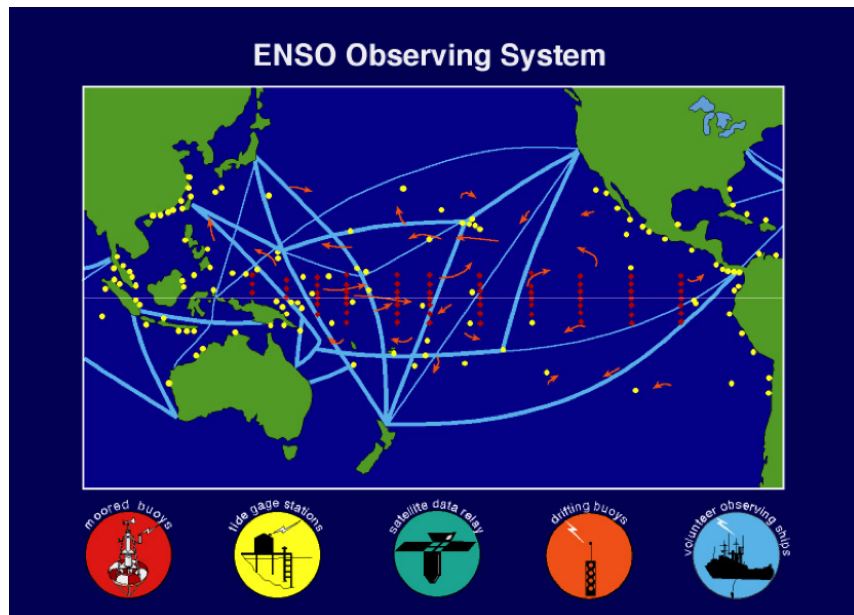 ENSO Observing System
moored buoys
tide gage stations
satellite data relay
drifting buoys
volunteer observing ships